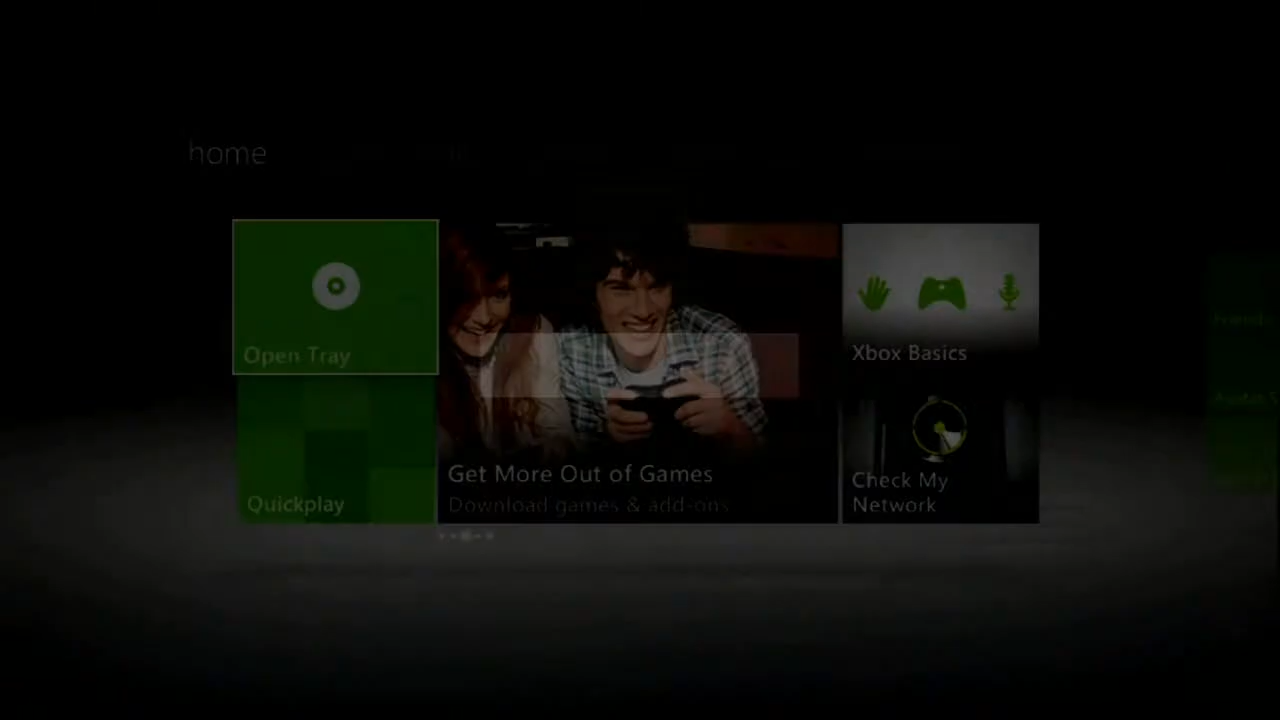 home
Open Tray
Quickplay
Get More Out of Games
Download games & add-ons
Xbox Basics
Check My
Network